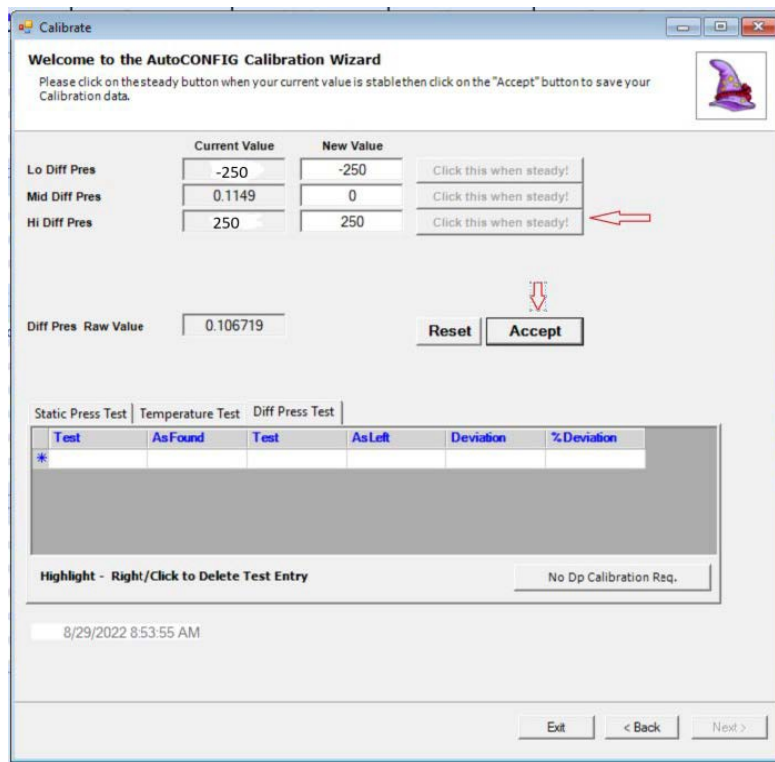 Calibrate
Welcome to the AutoCONFIG Calibration Wizard
Please click on the steady button when your current value is stable then click on the "Accept" button to save your
Calibration data.
Current Value New Value
Lo Diff Pres -250 -250 Click this when steady!
Mid Diff Pres 0.1149 0 Click this when steady!
Hi Diff Pres 250 250 Click this when steady!
Diff Pres Raw Value 0.106719 Reset Accept
Static Press Test Temperature Test Diff Press Test
Test AsFound Test AsLeft Deviation %Deviation
*
Highlight - Right/Click to Delete Test Entry No Dp Calibration Req.
8/29/2022 8:53:55 AM
Exit < Back Next >